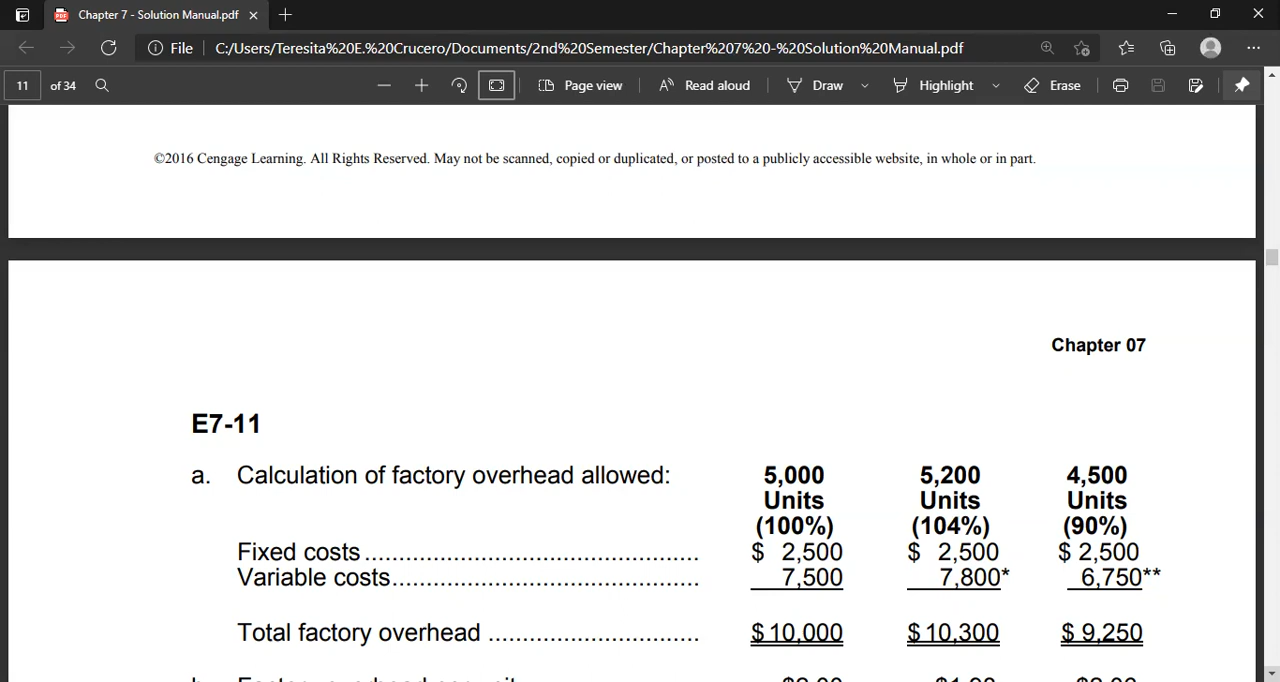 Chapter 7 - Solution Manual.pdf
File C:/Users/Teresita%20E.%20Crucero/Documents/2nd%20Semester/Chapter%207%20-%20Solution%20Manual.pdf
11 of 34 Page view Read aloud Draw Highlight Erase
©2016 Cengage Learning. All Rights Reserved. May not be scanned, copied or duplicated, or posted to a publicly accessible website, in whole or in part.
Chapter 07
E7-11
a. Calculation of factory overhead allowed: 5,000 5,200 4,500
Units Units Units
(100%) (104%) (90%)
Fixed costs ................................................ $ 2,500 $ 2,500 $ 2,500
Variable costs............................................ 7,500 7,800* 6,750**
Total factory overhead .............................. $ 10,000 $ 10,300 $ 9,250